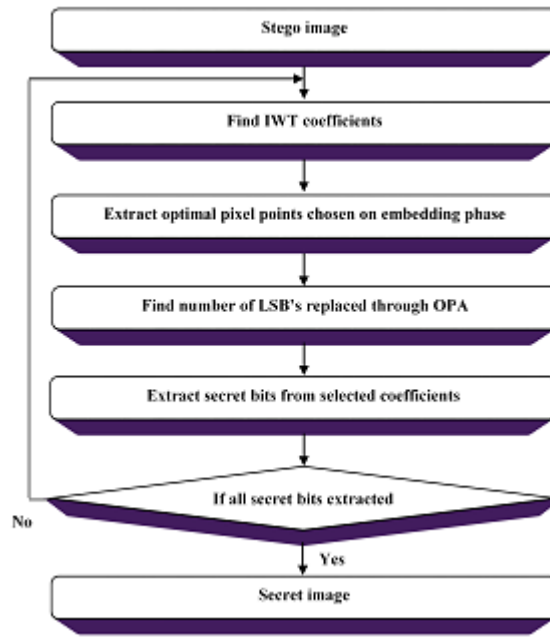 Stego image
Find IWT coefficients
Extract optimal pixel points chosen on embedding phase
Find number of LSB's replaced through OPA
Extract secret bits from selected coefficients
If all secret bits extracted
No
Yes
Secret image